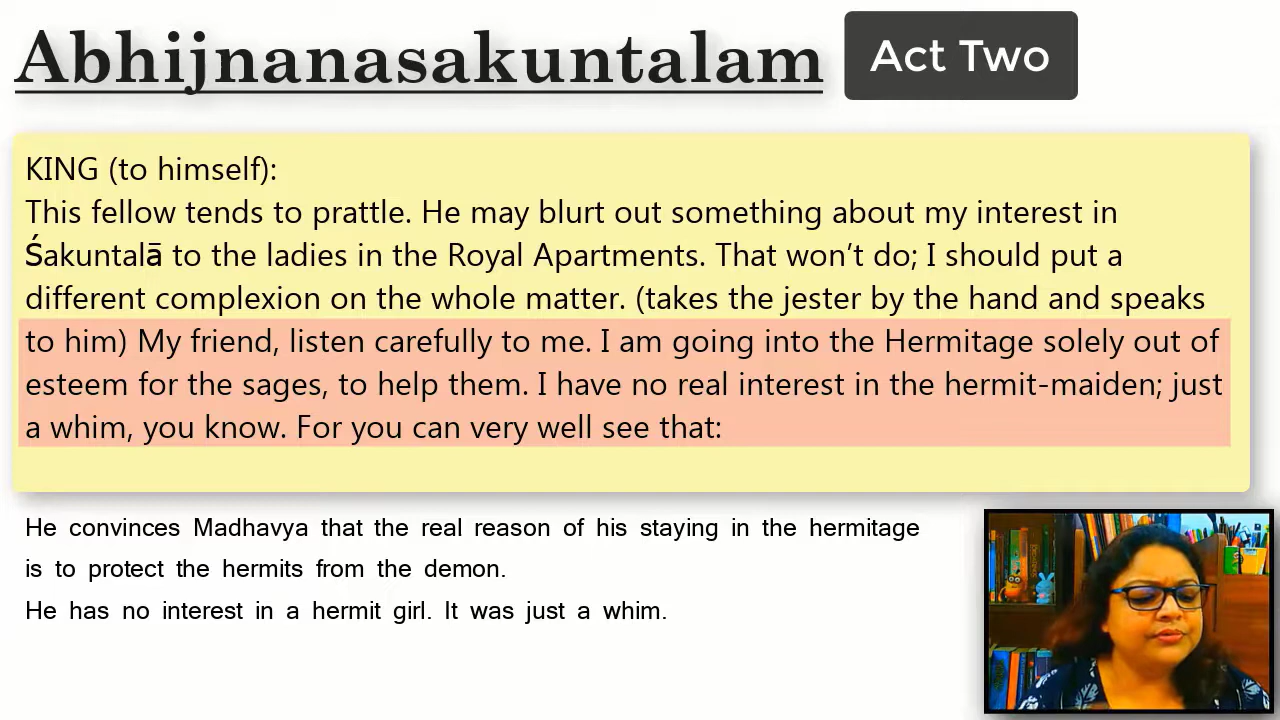 Abhijnanasakuntalam
Act Two
KING (to himself):
This fellow tends to prattle. He may blurt out something about my interest in
Śakuntalā to the ladies in the Royal Apartments. That won’t do; I should put a
different complexion on the whole matter. (takes the jester by the hand and speaks
to him) My friend, listen carefully to me. I am going into the Hermitage solely out of
esteem for the sages, to help them. I have no real interest in the hermit-maiden; just
a whim, you know. For you can very well see that:
He convinces Madhavya that the real reason of his staying in the hermitage
is to protect the hermits from the demon.
He has no interest in a hermit girl. It was just a whim.